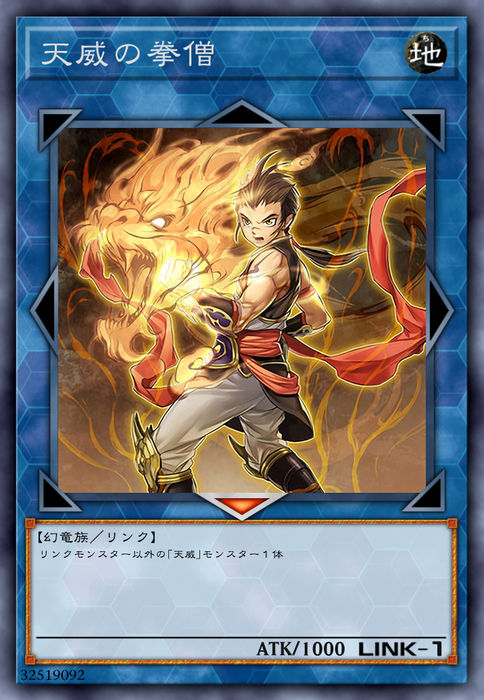 天威の拳僧
ち
地
【幻竜族／リンク】
リンクモンスター以外の「天威」モンスター１体
ATK/1000 LINK-1
32519092